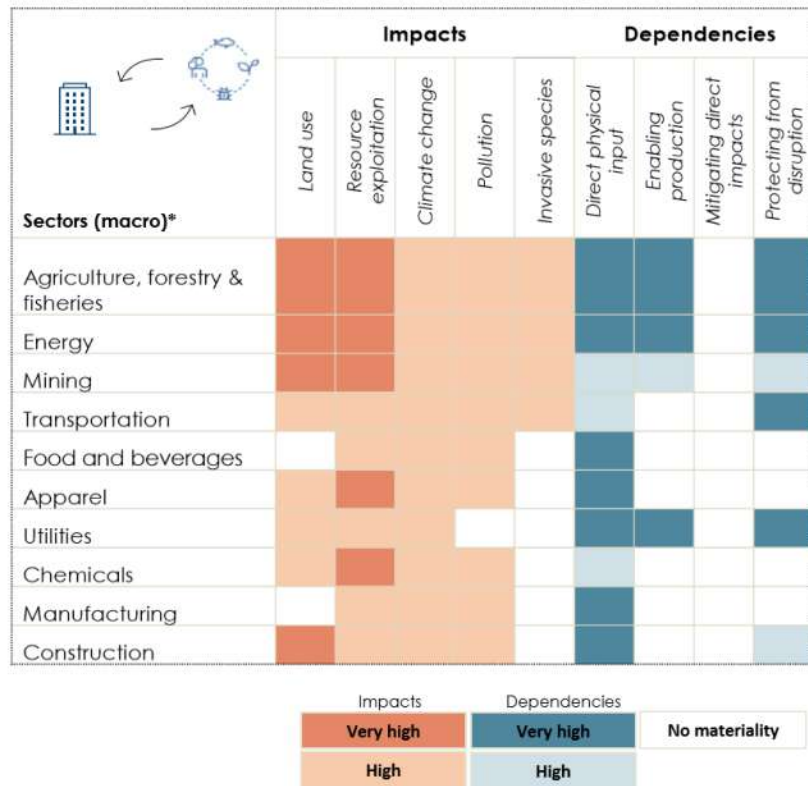 Impacts
Dependencies
Land use
Resource
exploitation
Climate change
Pollution
Invasive species
Direct physical
input
Enabling
production
Mitigating direct
impacts
Protecting from
disruption
Sectors (macro)*
Agriculture, forestry &
fisheries
Energy
Mining
Transportation
Food and beverages
Apparel
Utilities
Chemicals
Manufacturing
Construction
Impacts
Dependencies
Very high
Very high
No materiality
High
High